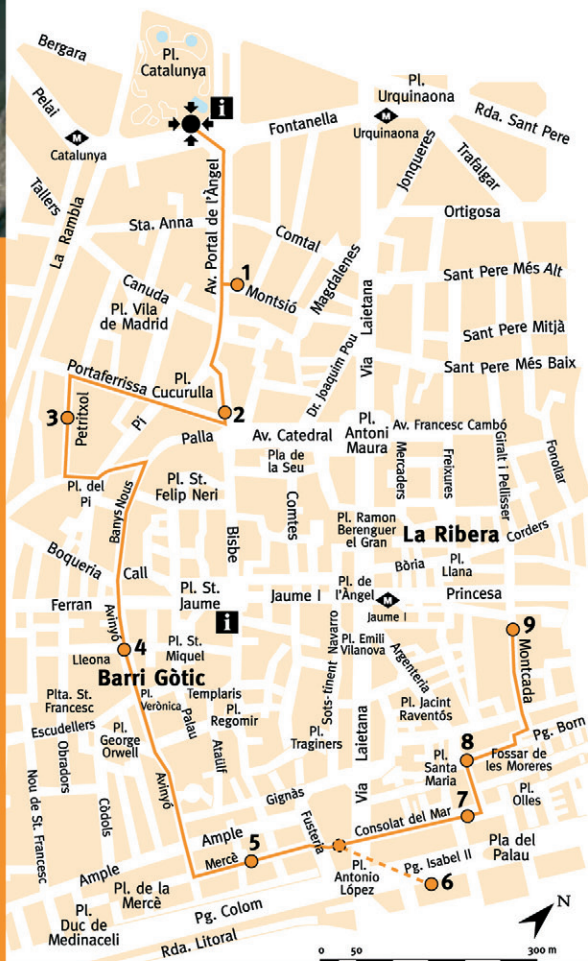 Bergara
Pl.
Catalunya
Pl.
Urquinaona
Pelai
i
Fontanella
Rda. Sant Pere
M
Catalunya
M
Urquinaona
Jonqueres
Trafalgar
Tallers
La Rambla
Sta. Anna
Av. Portal de l'Àngel
Comtal
Magdalenes
Ortigosa
1
Montsió
Canuda
Pl. Vila
de Madrid
Via
Laietana
Sant Pere Més Alt
Sant Pere Mitjà
Sant Pere Més Baix
Dr. Joaquim Pou
Portaferrissa
Pl.
Cucurulla
2
3
Petritxol
Pi
Palla
Av. Catedral
Pl.
Antoni
Maura
Av. Francesc Cambó
Pla de
la Seu
Mercaders
Freixures
Giralt i Pellisser
Fonollar
Pl. del
Pi
Banys Nous
Pl. St.
Felip Neri
Comtes
Bisbe
Pl. Ramon
Berenguer
el Gran
La Ribera
Corders
Boqueria
Call
Bòria
Pl.
Llana
Pl. St.
Jaume
Jaume I
Pl. de
l'Àngel
Princesa
M
Jaume I
Ferran
Avinyó
i
4
Lleona
Pl. St.
Miquel
Navarro
Sots-tinent
Pl. Emili
Vilanova
Argenteria
9
Montcada
Barri Gòtic
Plta. St.
Francesc
Pl.
Verònica
Templaris
Pl.
Regomir
Palau
Ataülf
Pl. Jacint
Raventós
Pg. Born
Escudellers
Obradors
Pl.
George
Orwell
Pl.
Traginers
Laietana
8
Pl.
Santa
Maria
Fossar de
les Moreres
Nou de St. Francesc
Còdols
Avinyó
Gignàs
Via
Pl.
Olles
Fusteria
Consolat del Mar
7
Ample
Mercè
5
Pla del
Palau
Ample
Pl. de la
Mercè
Pl.
Antonio
López
Pg. Isabel II
6
Pl.
Duc de
Medinaceli
Pg. Colom
Rda. Litoral
N
0 50 300 m